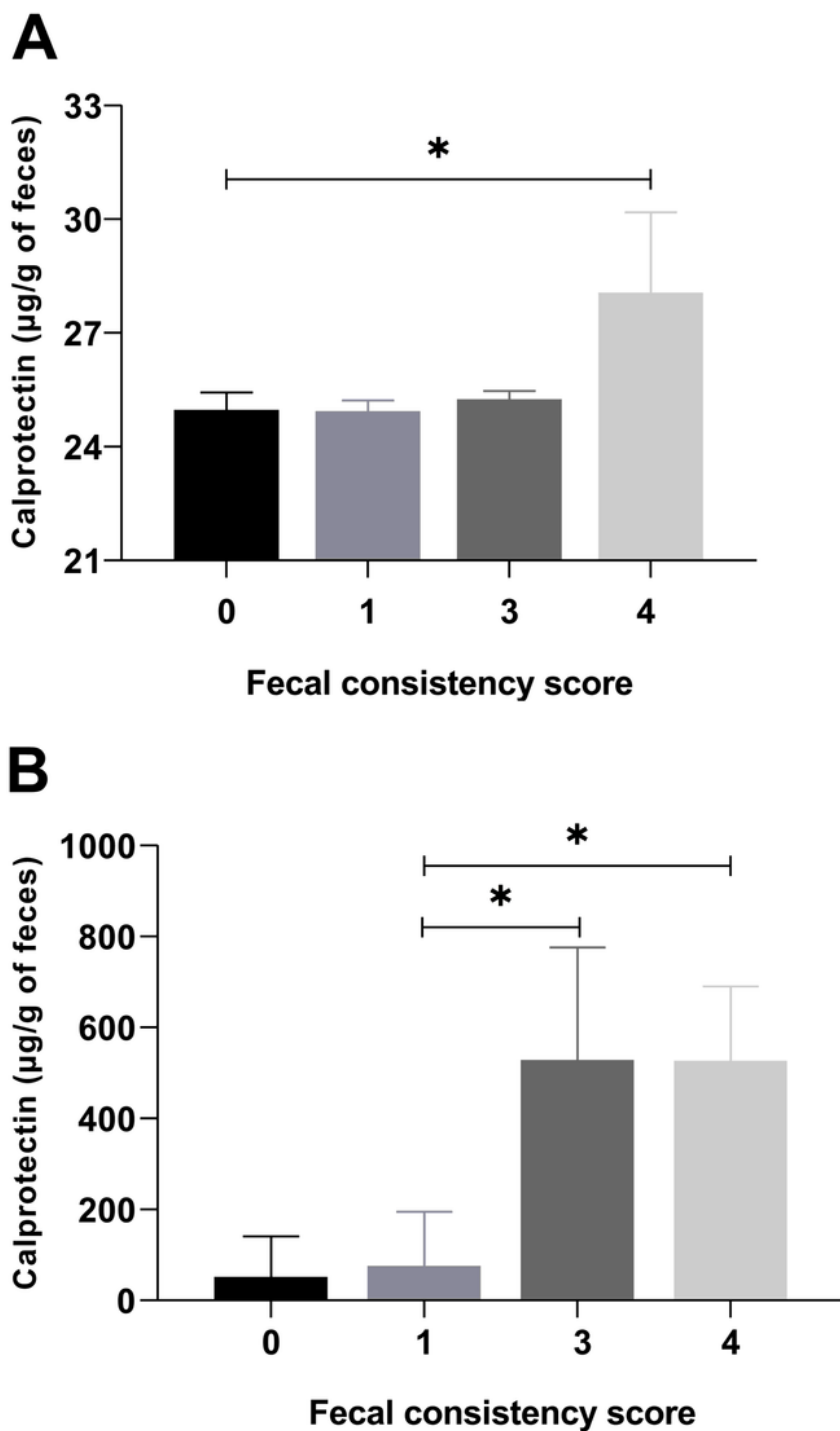 A
Calprotectin (µg/g of feces)
33
30
27
24
21
*
0 1 3 4
Fecal consistency score
B
Calprotectin (µg/g of feces)
1000
800
600
400
200
0
*
*
0 1 3 4
Fecal consistency score